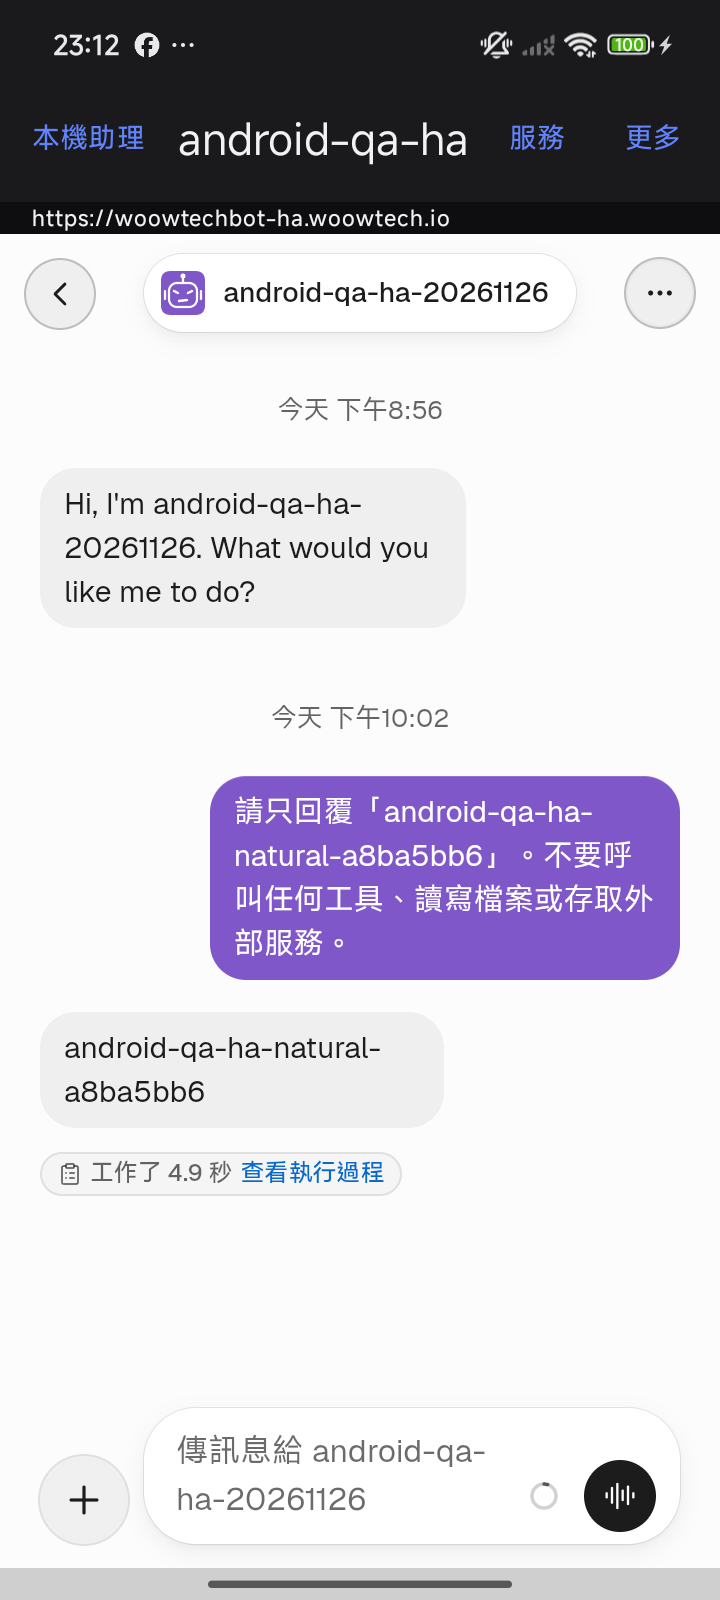 23:12
100
本機助理 android-qa-ha 服務 更多
https://woowtechbot-ha.woowtech.io
android-qa-ha-20261126
今天 下午8:56
Hi, I'm android-qa-ha-
20261126. What would you
like me to do?
今天 下午10:02
請只回覆「android-qa-ha-
natural-a8ba5bb6」。不要呼
叫任何工具、讀寫檔案或存取外
部服務。
android-qa-ha-natural-
a8ba5bb6
工作了 4.9 秒 查看執行過程
傳訊息給 android-qa-
ha-20261126